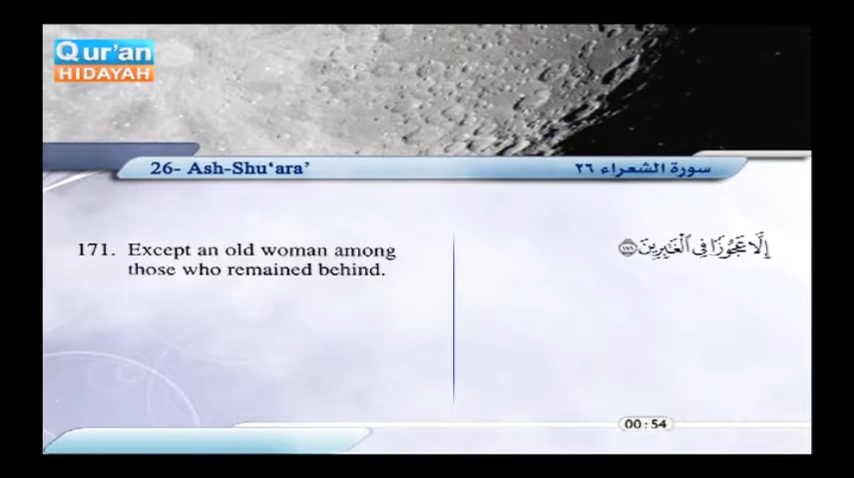 Qur'an
HIDAYAH
26- Ash-Shu‘ara’
سورة الشعراء ٢٦
171. Except an old woman among
those who remained behind.
إِلَّا عَجُوزًا فِي الْغَابِرِينَ ١٧١
00:54